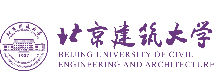 北京建筑大学
BEIJING UNIVERSITY OF CIVIL
ENGINEERING AND ARCHITECTURE